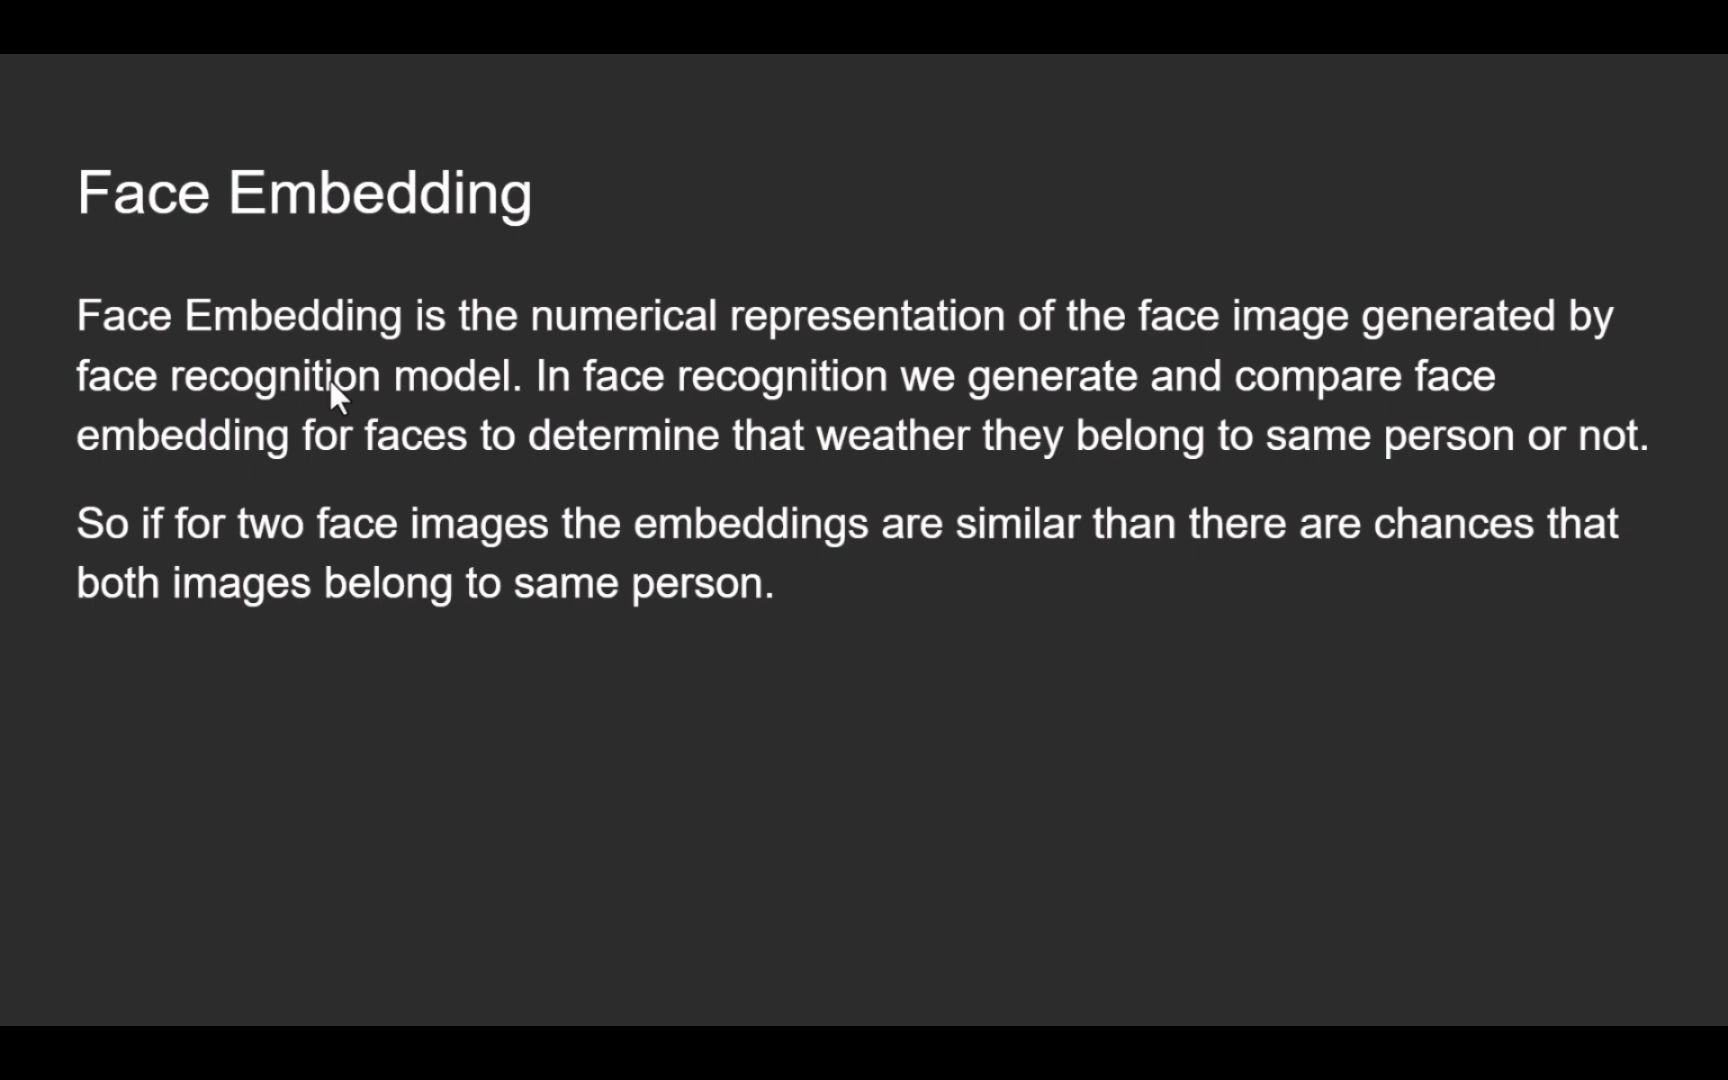 Face Embedding
Face Embedding is the numerical representation of the face image generated by
face recognition model. In face recognition we generate and compare face
embedding for faces to determine that weather they belong to same person or not.
So if for two face images the embeddings are similar than there are chances that
both images belong to same person.